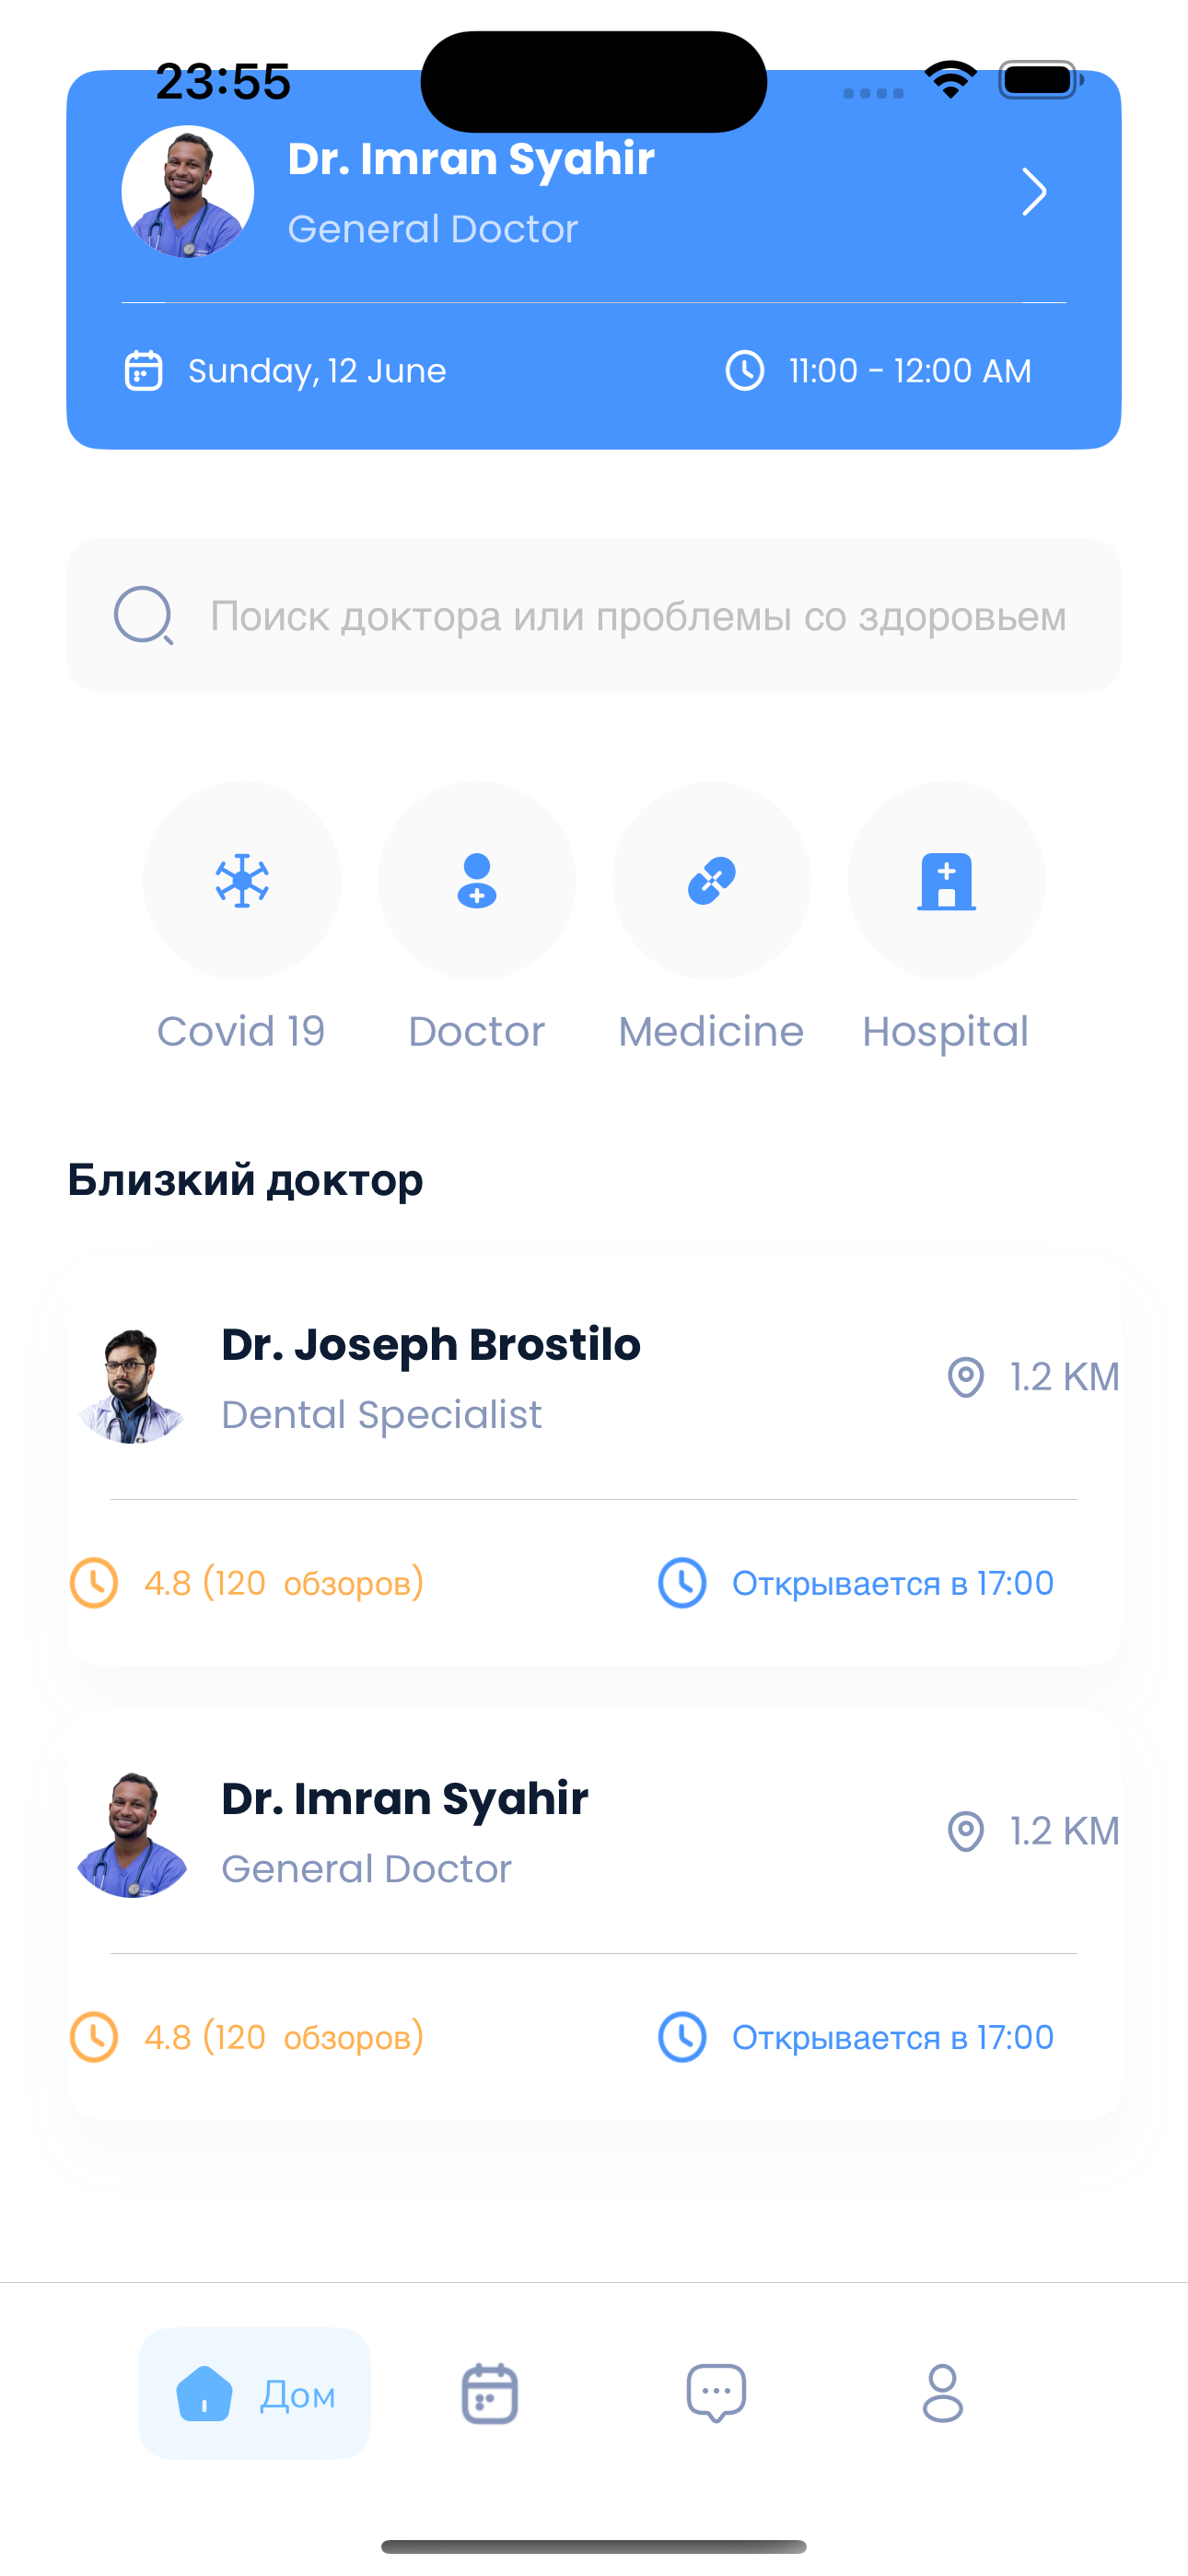 23:55
Dr. Imran Syahir
General Doctor
Sunday, 12 June
11:00 - 12:00 AM
Поиск доктора или проблемы со здоровьем
Covid 19
Doctor
Medicine
Hospital
Близкий доктор
Dr. Joseph Brostilo
Dental Specialist
1.2 KM
4.8 (120 обзоров)
Открывается в 17:00
Dr. Imran Syahir
General Doctor
1.2 KM
4.8 (120 обзоров)
Открывается в 17:00
Дом